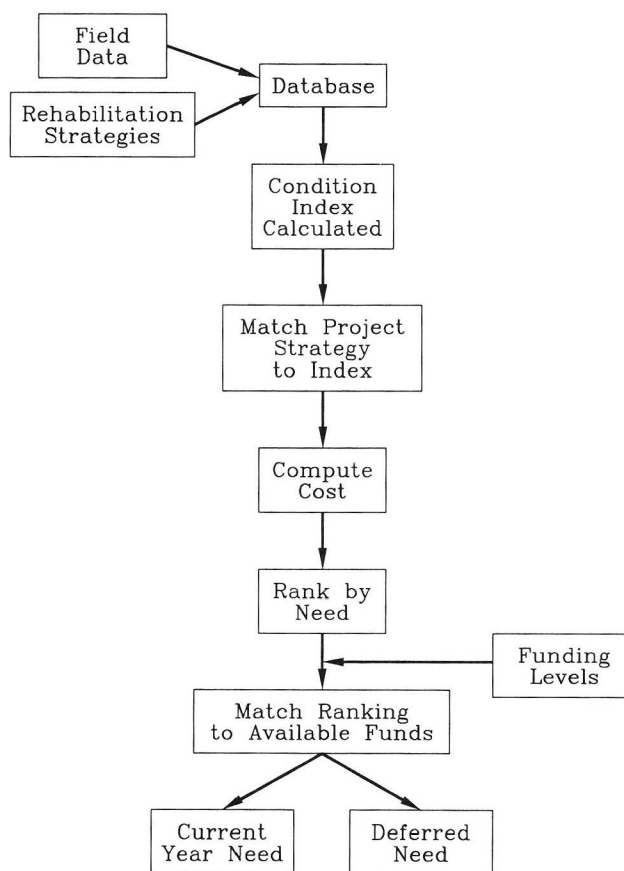 Field
Data
Database
Rehabilitation
Strategies
Condition
Index
Calculated
Match Project
Strategy
to Index
Compute
Cost
Rank by
Need
Funding
Levels
Match Ranking
to Available Funds
Current
Year Need
Deferred
Need